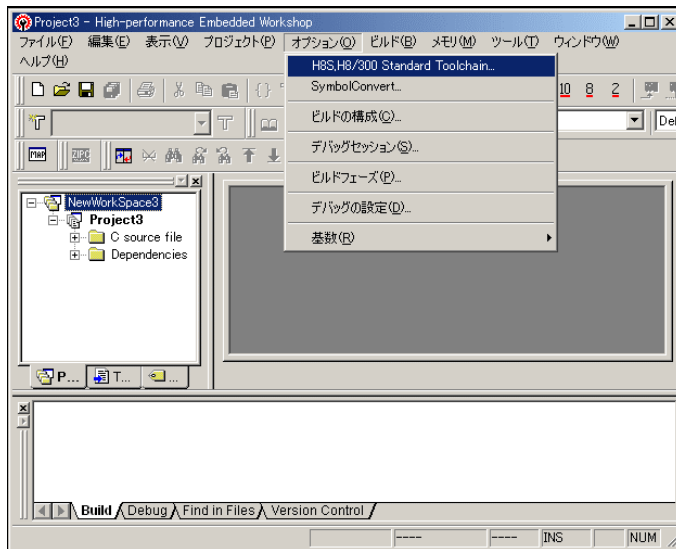 Project3 - High-performance Embedded Workshop
ファイル(F) 編集(E) 表示(V) プロジェクト(P) オプション(O) ビルド(B) メモリ(M) ツール(T) ウィンドウ(W)
ヘルプ(H)
H8S,H8/300 Standard Toolchain...
SymbolConvert...
ビルドの構成(C)...
デバッグセッション(S)...
ビルドフェーズ(P)...
デバッグの設定(D)...
基数(R)
10 8 2
MAP
NewWorkSpace3
Project3
C source file
Dependencies
P... T... ...
Build Debug Find in Files Version Control
---- ---- INS NUM